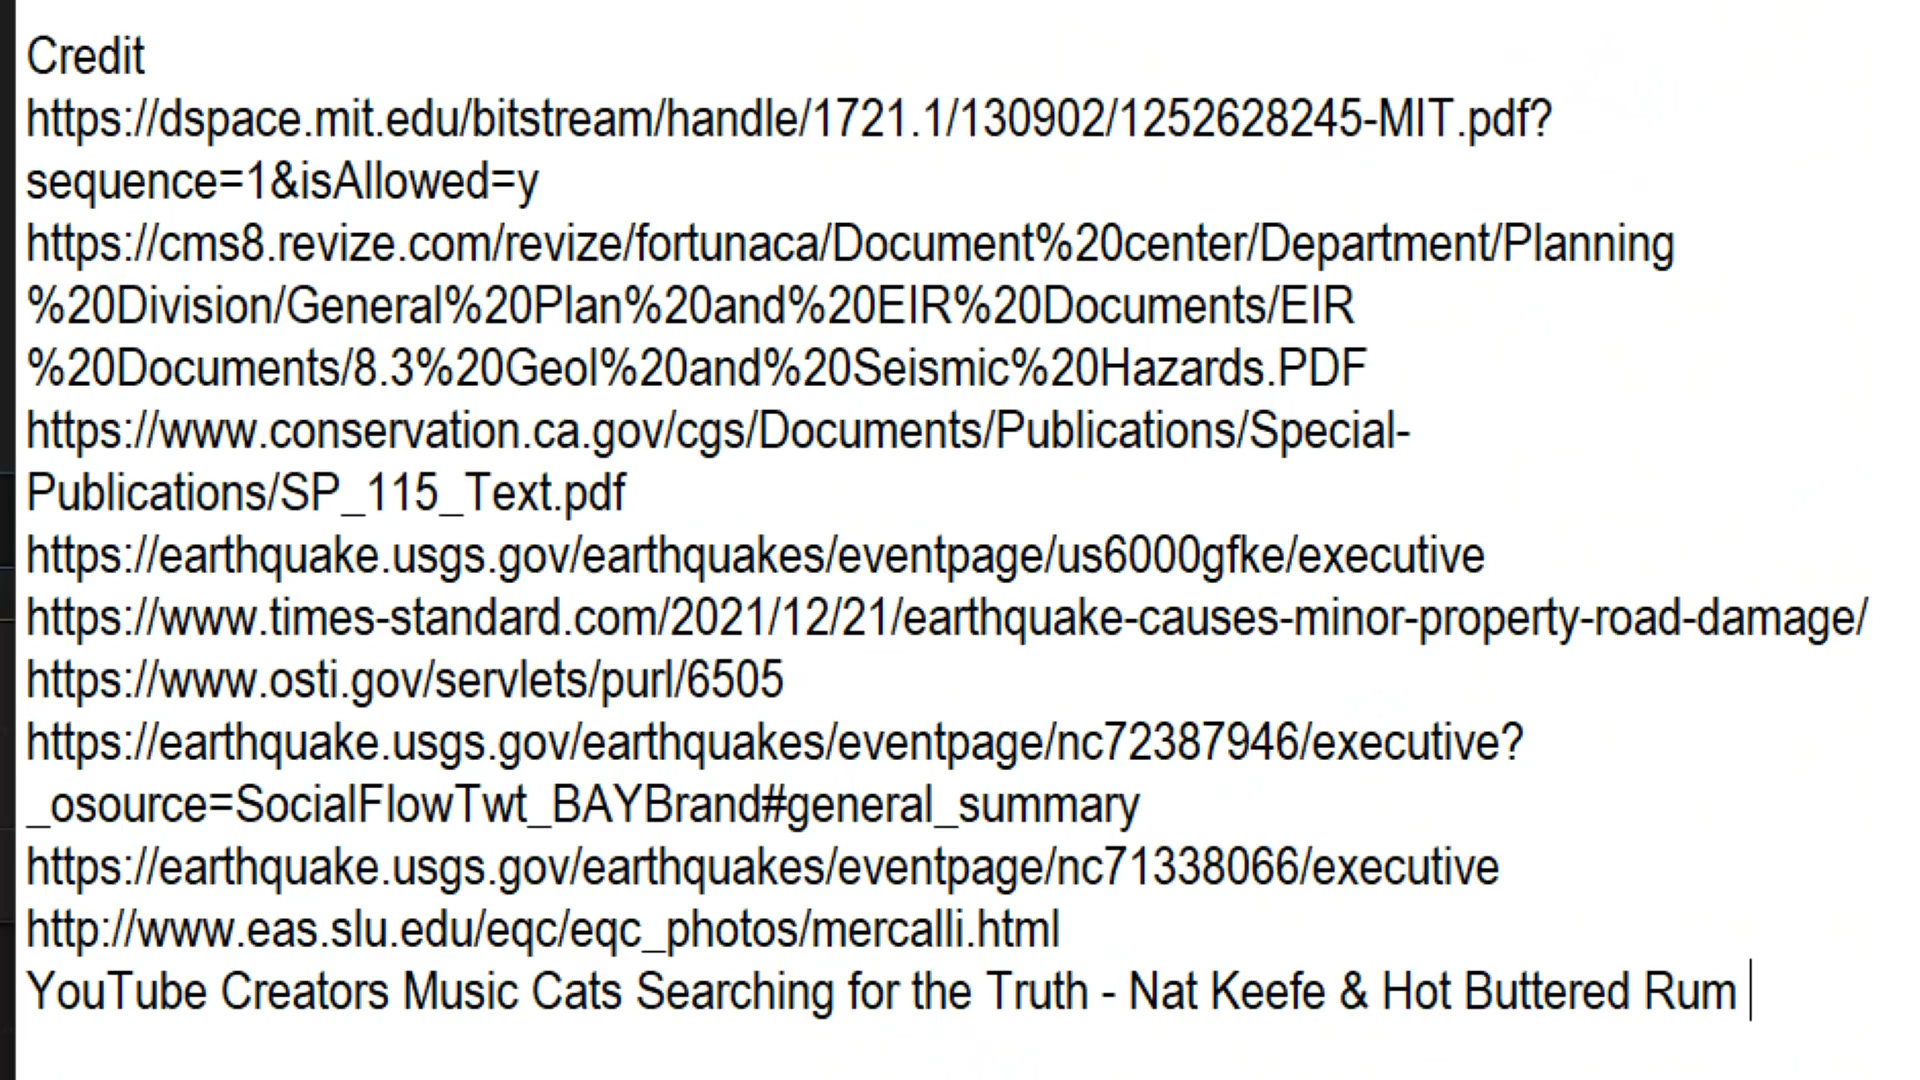 Credit
https://dspace.mit.edu/bitstream/handle/1721.1/130902/1252628245-MIT.pdf?
sequence=1&isAllowed=y
https://cms8.revize.com/revize/fortunaca/Document%20center/Department/Planning
%20Division/General%20Plan%20and%20EIR%20Documents/EIR
%20Documents/8.3%20Geol%20and%20Seismic%20Hazards.PDF
https://www.conservation.ca.gov/cgs/Documents/Publications/Special-
Publications/SP_115_Text.pdf
https://earthquake.usgs.gov/earthquakes/eventpage/us6000gfke/executive
https://www.times-standard.com/2021/12/21/earthquake-causes-minor-property-road-damage/
https://www.osti.gov/servlets/purl/6505
https://earthquake.usgs.gov/earthquakes/eventpage/nc72387946/executive?
_osource=SocialFlowTwt_BAYBrand#general_summary
https://earthquake.usgs.gov/earthquakes/eventpage/nc71338066/executive
http://www.eas.slu.edu/eqc/eqc_photos/mercalli.html
YouTube Creators Music Cats Searching for the Truth - Nat Keefe & Hot Buttered Rum